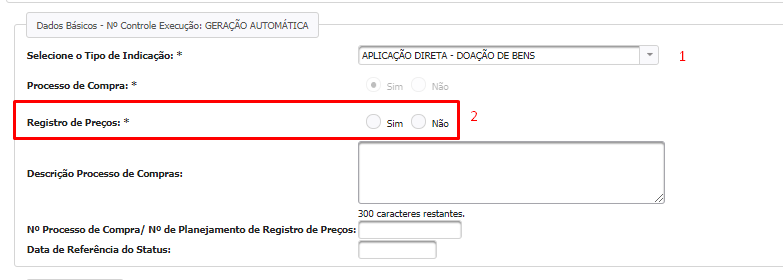 Dados Básicos - Nº Controle Execução: GERAÇÃO AUTOMÁTICA
Selecione o Tipo de Indicação: * APLICAÇÃO DIRETA - DOAÇÃO DE BENS 1
Processo de Compra: * Sim Não
Registro de Preços: * Sim Não 2
Descrição Processo de Compras:
300 caracteres restantes.
Nº Processo de Compra/ Nº de Planejamento de Registro de Preços:
Data de Referência do Status: